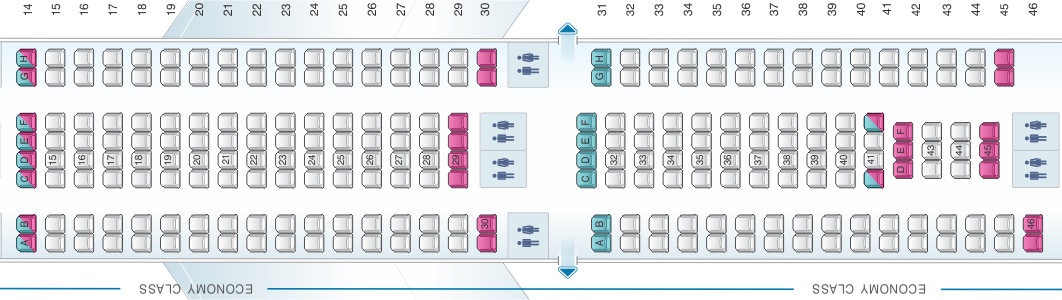 14 15 16 17 18 19 20 21 22 23 24 25 26 27 28 29 30 31 32 33 34 35 36 37 38 39 40 41 42 43 44 45 46
H H
G G
F F F
E E E
15 16 17 18 19 20 21 22 23 24 25 26 27 28 29 32 33 34 35 36 37 38 39 40 41 43 44 45
D D D
C C
B 30 B 46
A A
ECONOMY CLASS ECONOMY CLASS